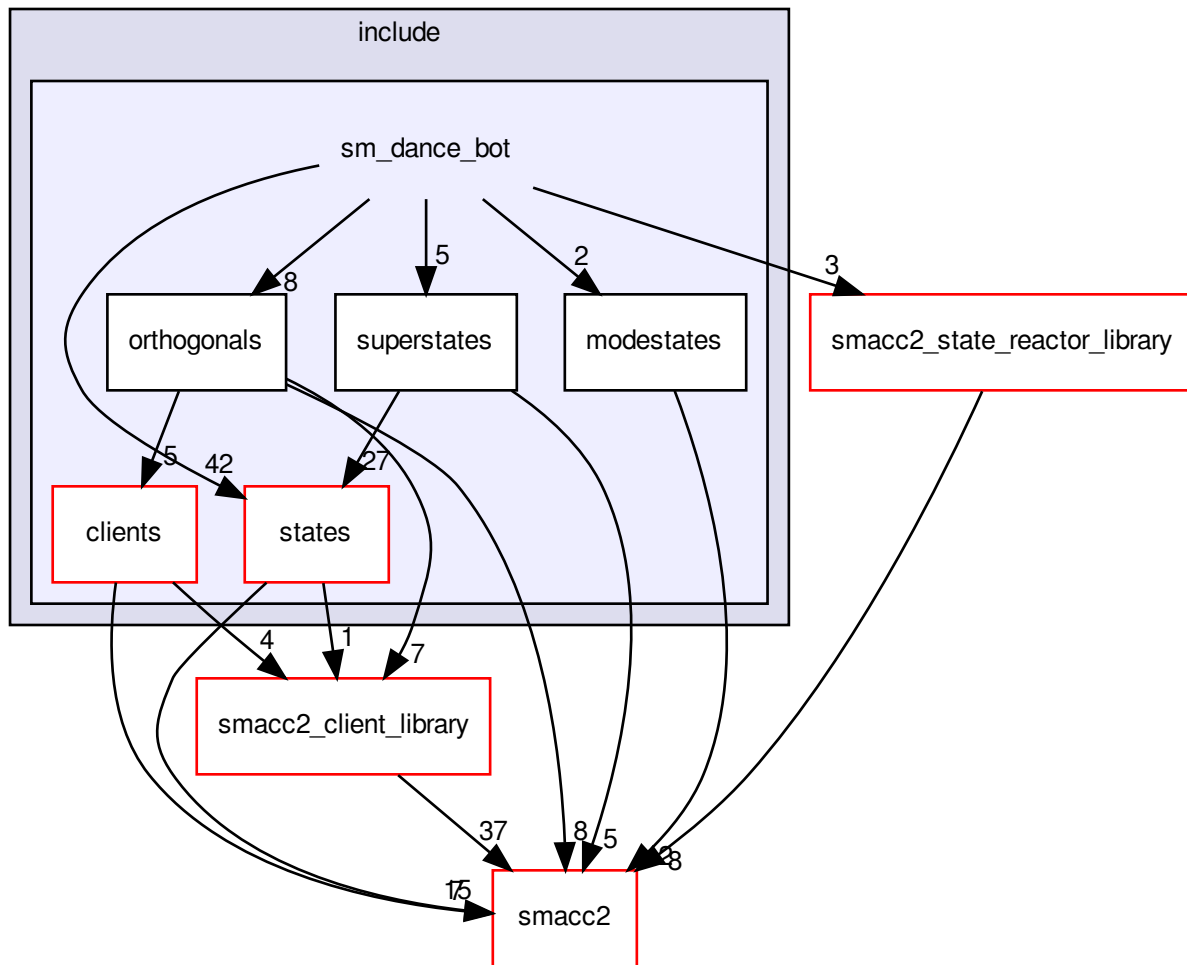 include
sm_dance_bot
5
2
3
8
orthogonals
superstates
modestates
smacc2_state_reactor_library
5
42
27
clients
states
4
1
7
smacc2_client_library
37
8
5
8
smacc2